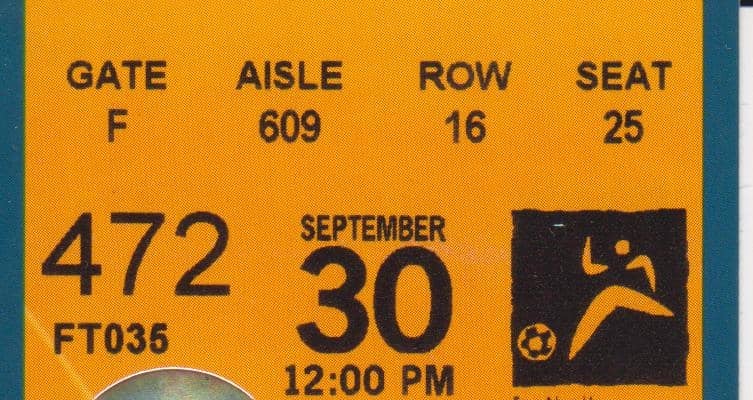 GATE AISLE ROW SEAT
F 609 16 25
472
FT035
SEPTEMBER
30
12:00 PM